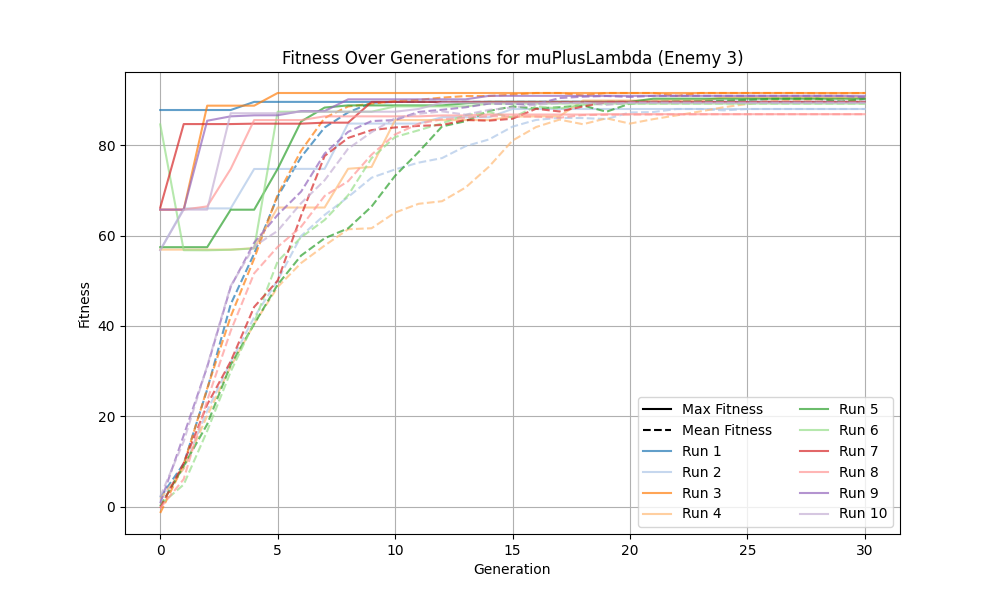 Fitness Over Generations for muPlusLambda (Enemy 3)
Fitness
80
60
40
20
0
0 5 10 15 20 25 30
Generation
Max Fitness
Mean Fitness
Run 1
Run 2
Run 3
Run 4
Run 5
Run 6
Run 7
Run 8
Run 9
Run 10